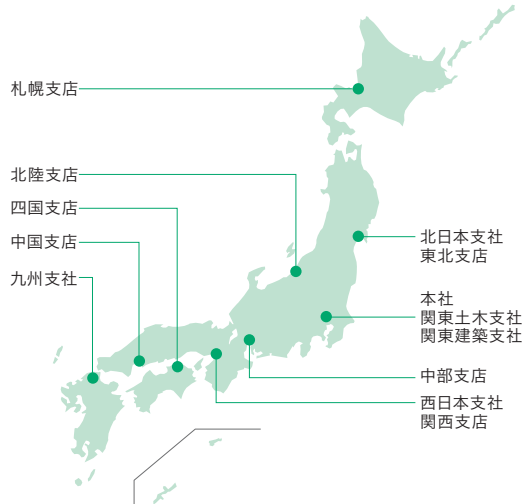 札幌支店
北陸支店
四国支店
中国支店
九州支社
北日本支社
東北支店
本社
関東土木支社
関東建築支社
中部支店
西日本支社
関西支店